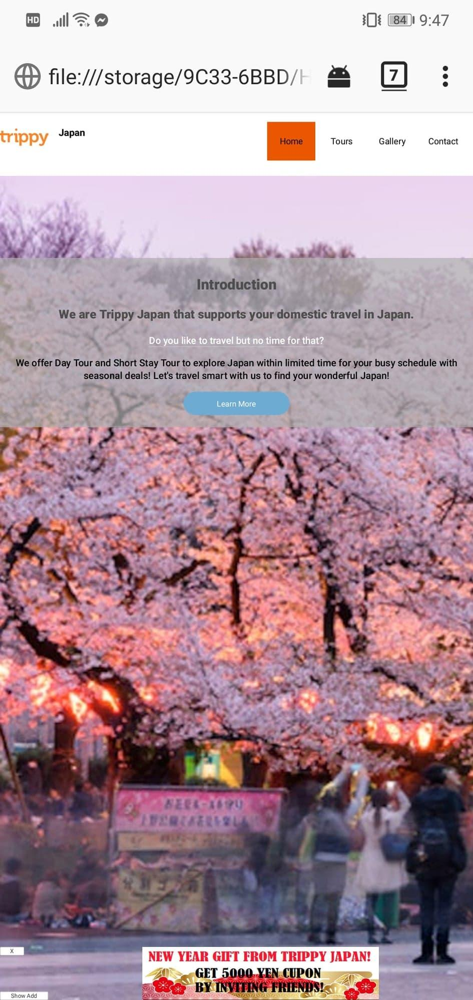 HD 84 9:47
file:///storage/9C33-6BBD/H 7
trippy Japan Home Tours Gallery Contact
Introduction
We are Trippy Japan that supports your domestic travel in Japan.
Do you like to travel but no time for that?
We offer Day Tour and Short Stay Tour to explore Japan within limited time for your busy schedule with
seasonal deals! Let's travel smart with us to find your wonderful Japan!
Learn More
X
NEW YEAR GIFT FROM TRIPPY JAPAN!
GET 5000 YEN CUPON
BY INVITING FRIENDS!
Show Add